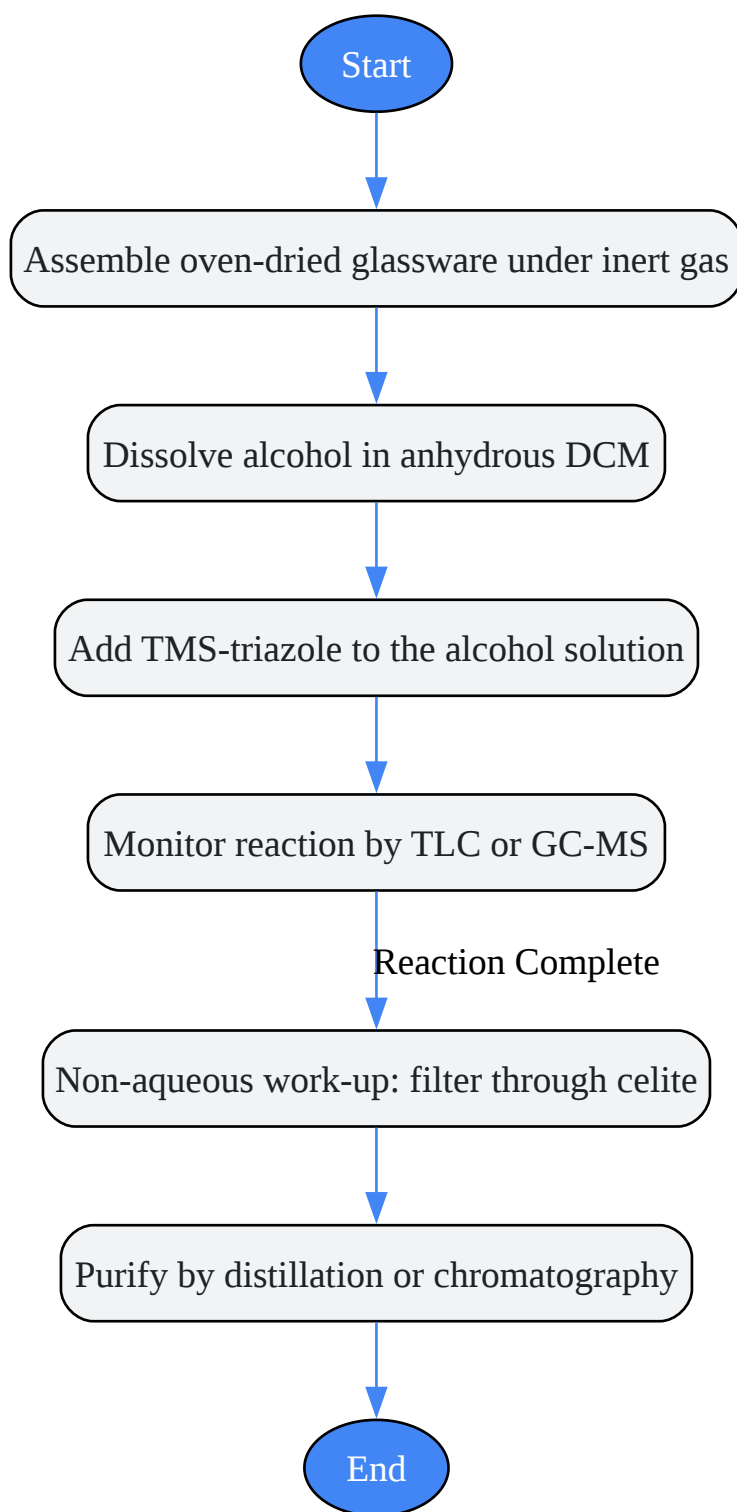 Start
Assemble oven-dried glassware under inert gas
Dissolve alcohol in anhydrous DCM
Add TMS-triazole to the alcohol solution
Monitor reaction by TLC or GC-MS
Reaction Complete
Non-aqueous work-up: filter through celite
Purify by distillation or chromatography
End